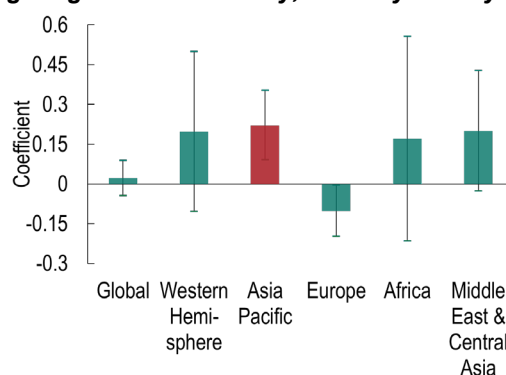 0.6
0.45
0.3
0.15
0
-0.15
-0.3
Coefficient
Global Western Asia Europe Africa Middle
Hemi- Pacific East &
sphere Central
Asia